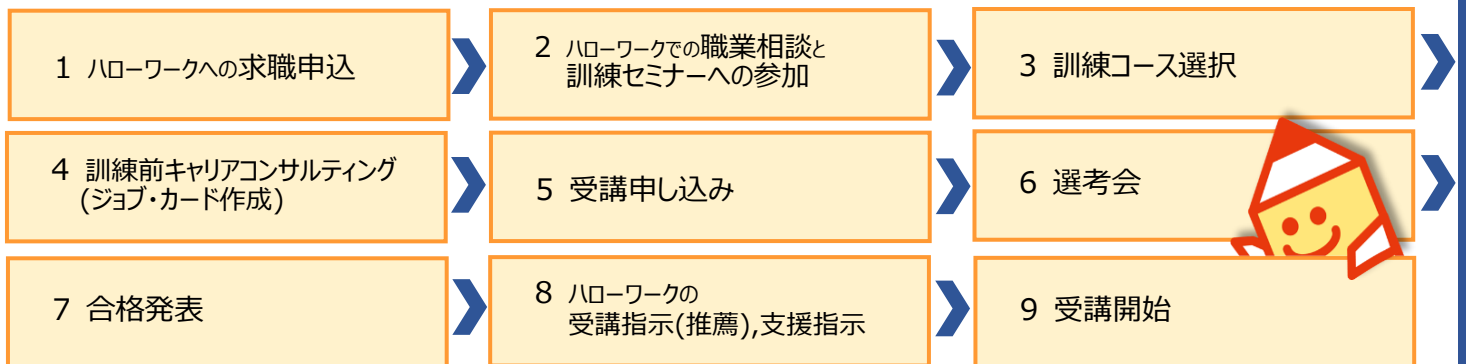 1 ハローワークへの求職申込
2 ハローワークでの職業相談と
訓練セミナーへの参加
3 訓練コース選択
4 訓練前キャリアコンサルティング
(ジョブ・カード作成)
5 受講申し込み
6 選考会
7 合格発表
8 ハローワークの
受講指示(推薦),支援指示
9 受講開始